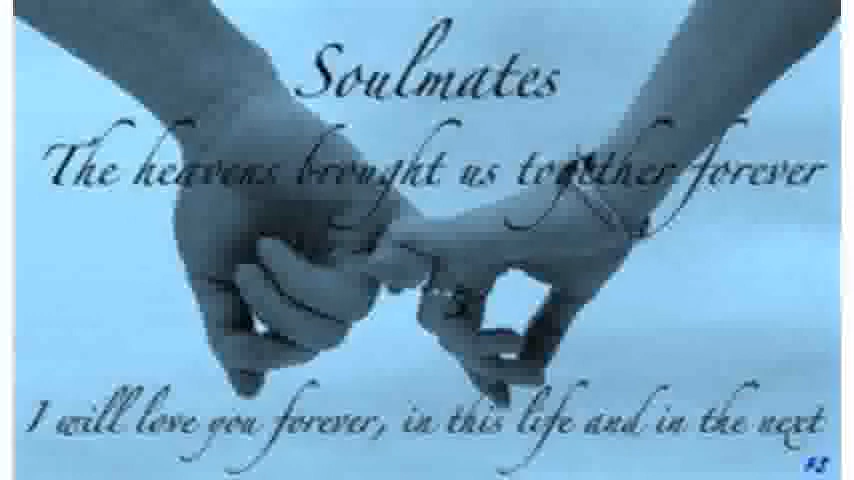 Soulmates
The heavens brought us together forever
I will love you forever, in this life and in the next